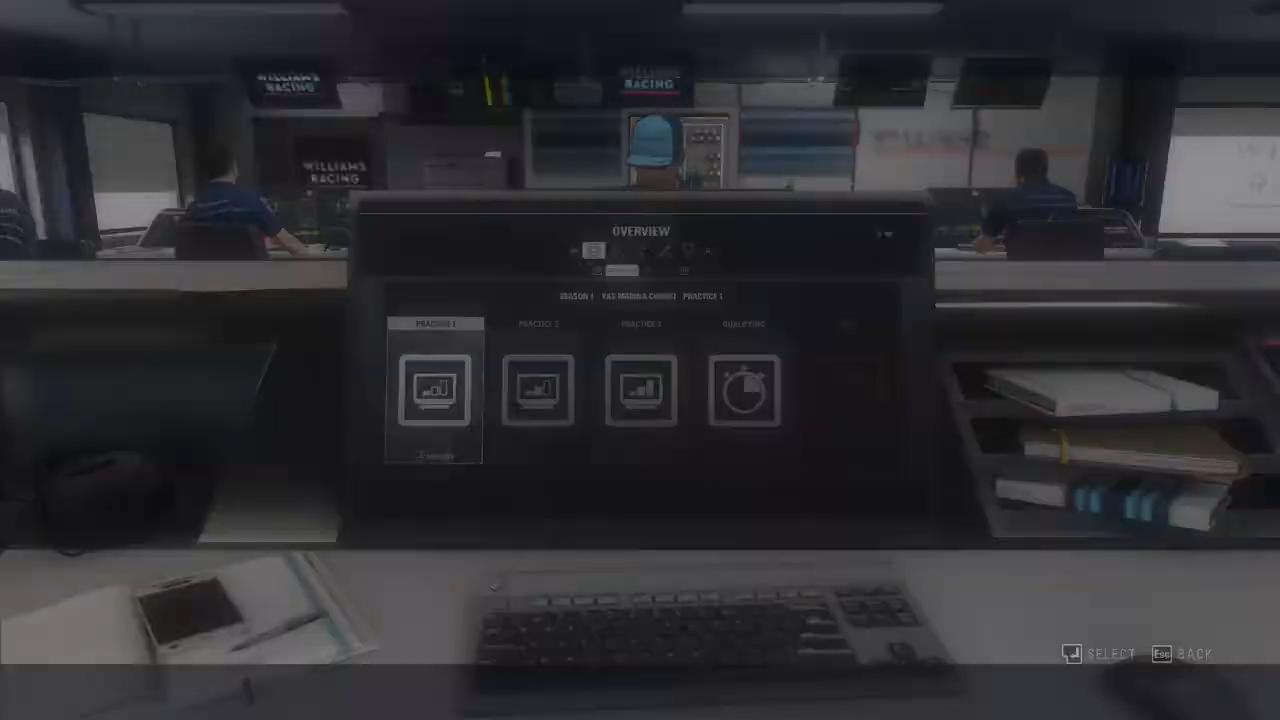 WILLIAMS
RACING
WILLIAMS
RACING
WILLIAMS
RACING
OVERVIEW
SEASON 1 YAS MARINA CIRCUIT PRACTICE 1
PRACTICE 1
PRACTICE 2
PRACTICE 3
QUALIFYING
SELECT
Esc BACK